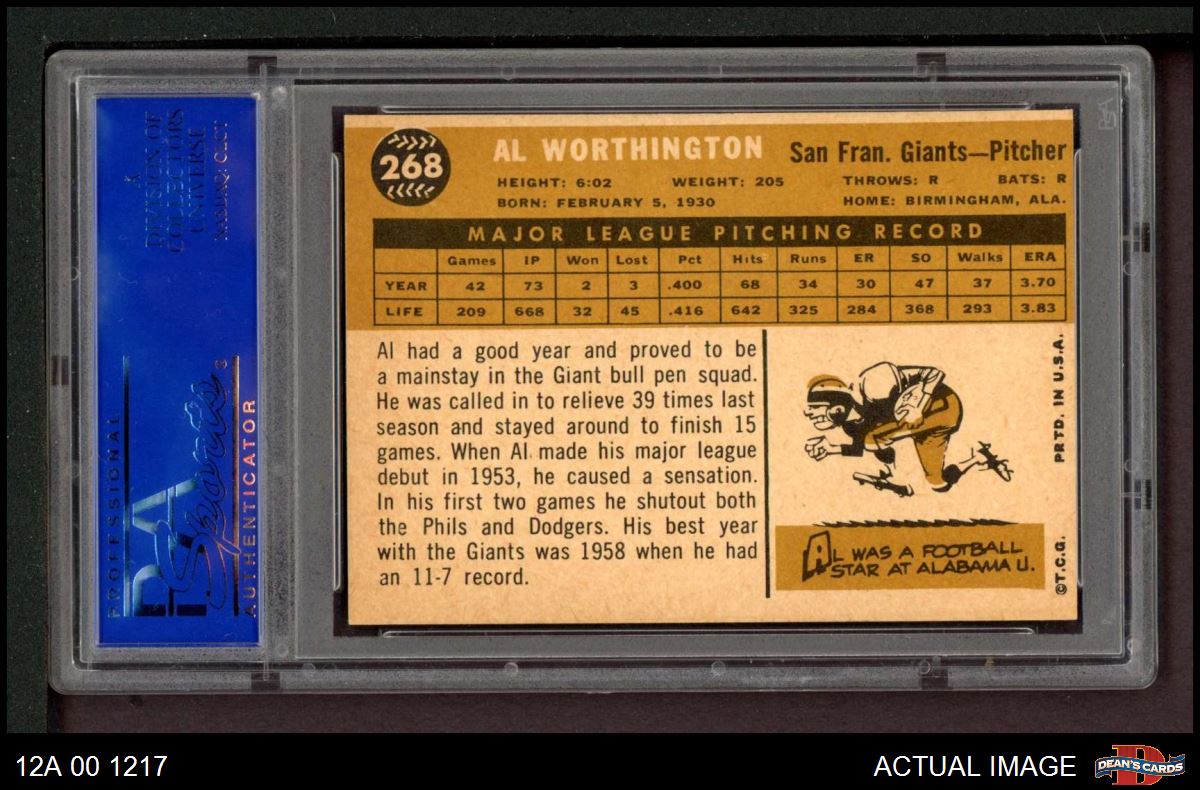 A
DIVISION OF
COLLECTORS
UNIVERSE
NASDAQ: CLCT
PROFESSIONAL
PSA
Sports
AUTHENTICATOR
268
AL WORTHINGTON San Fran. Giants—Pitcher
HEIGHT: 6:02 WEIGHT: 205 THROWS: R BATS: R
BORN: FEBRUARY 5, 1930 HOME: BIRMINGHAM, ALA.
MAJOR LEAGUE PITCHING RECORD
Games IP Won Lost Pct Hits Runs ER SO Walks ERA
YEAR 42 73 2 3 .400 68 34 30 47 37 3.70
LIFE 209 668 32 45 .416 642 325 284 368 293 3.83
Al had a good year and proved to be
a mainstay in the Giant bull pen squad.
He was called in to relieve 39 times last
season and stayed around to finish 15
games. When Al made his major league
debut in 1953, he caused a sensation.
In his first two games he shutout both
the Phils and Dodgers. His best year
with the Giants was 1958 when he had
an 11-7 record.
AL WAS A FOOTBALL
STAR AT ALABAMA U.
PRTD. IN U.S.A.
©T.C.G.
12A 00 1217
ACTUAL IMAGE
D
DEAN'S CARDS